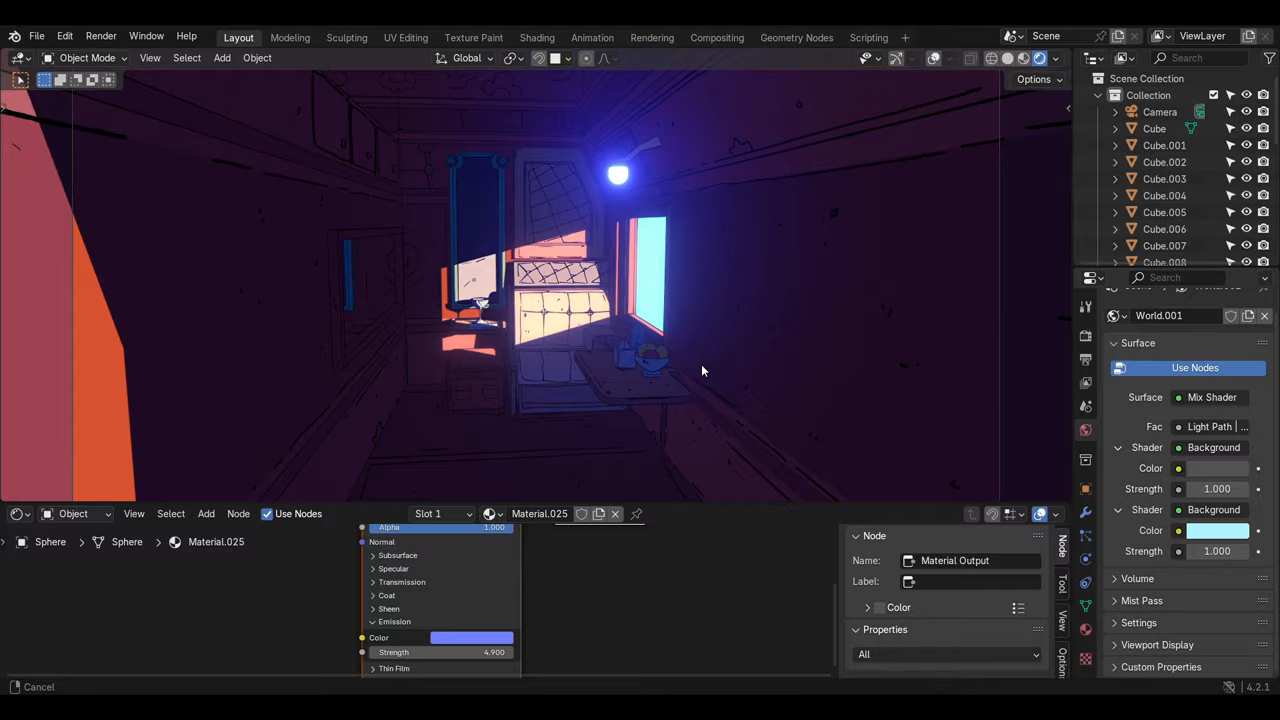 File Edit Render Window Help Layout Modeling Sculpting UV Editing Texture Paint Shading Animation Rendering Compositing Geometry Nodes Scripting + Scene ViewLayer
Object Mode View Select Add Object Global Search
Options Scene Collection
Collection
Camera
Cube
Cube.001
Cube.002
Cube.003
Cube.004
Cube.005
Cube.006
Cube.007
Cube.008
Search
World.001
Surface
Use Nodes
Surface Mix Shader
Fac Light Path | ...
Shader Background
Color
Strength 1.000
Shader Background
Color
Strength 1.000
Volume
Mist Pass
Settings
Viewport Display
Custom Properties
Object View Select Add Node Use Nodes Slot 1 Material.025
Sphere Sphere Material.025
Alpha 1.000
Normal
Subsurface
Specular
Transmission
Coat
Sheen
Emission
Color
Strength 4.900
Thin Film
Node
Name: Material Output
Label:
Color
Properties
All
Node
Tool
View
Options
Cancel 4.2.1